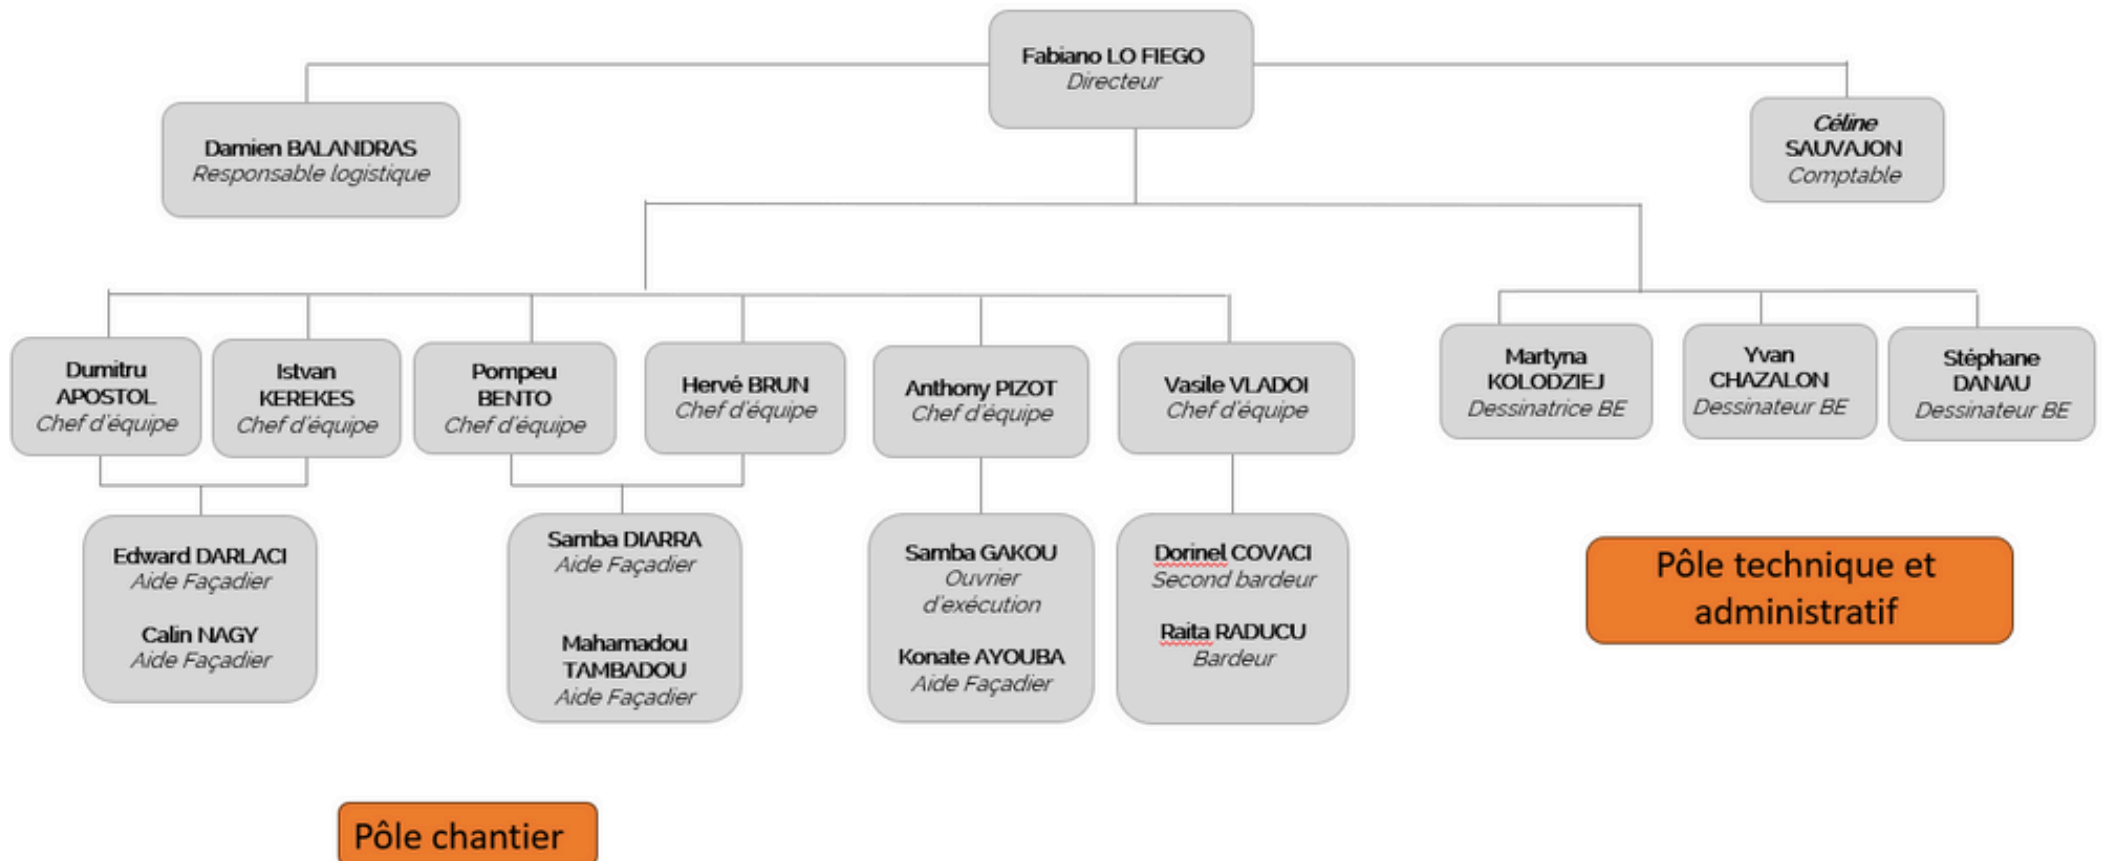 Fabiano LO FIEGO
Directeur
Damien BALANDRAS
Responsable logistique
Céline
SAUVAJON
Comptable
Dumitru
APOSTOL
Chef d'équipe
Istvan
KEREKES
Chef d'équipe
Pompeu
BENTO
Chef d'équipe
Hervé BRUN
Chef d'équipe
Anthony PIZOT
Chef d'équipe
Vasile VLADOI
Chef d'équipe
Martyna
KOLODZIEJ
Dessinatrice BE
Yvan
CHAZALON
Dessinateur BE
Stéphane
DANAU
Dessinateur BE
Edward DARLACI
Aide Façadier
Calin NAGY
Aide Façadier
Samba DIARRA
Aide Façadier
Mahamadou
TAMBADOU
Aide Façadier
Samba GAKOU
Ouvrier
d'exécution
Konate AYOUBA
Aide Façadier
Dorinel COVACI
Second bardeur
Raita RADUCU
Bardeur
Pôle technique et
administratif
Pôle chantier